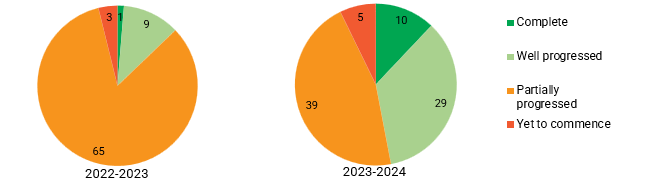 3
1
9
65
2022-2023
5
10
29
39
2023-2024
Complete
Well progressed
Partially
progressed
Yet to commence